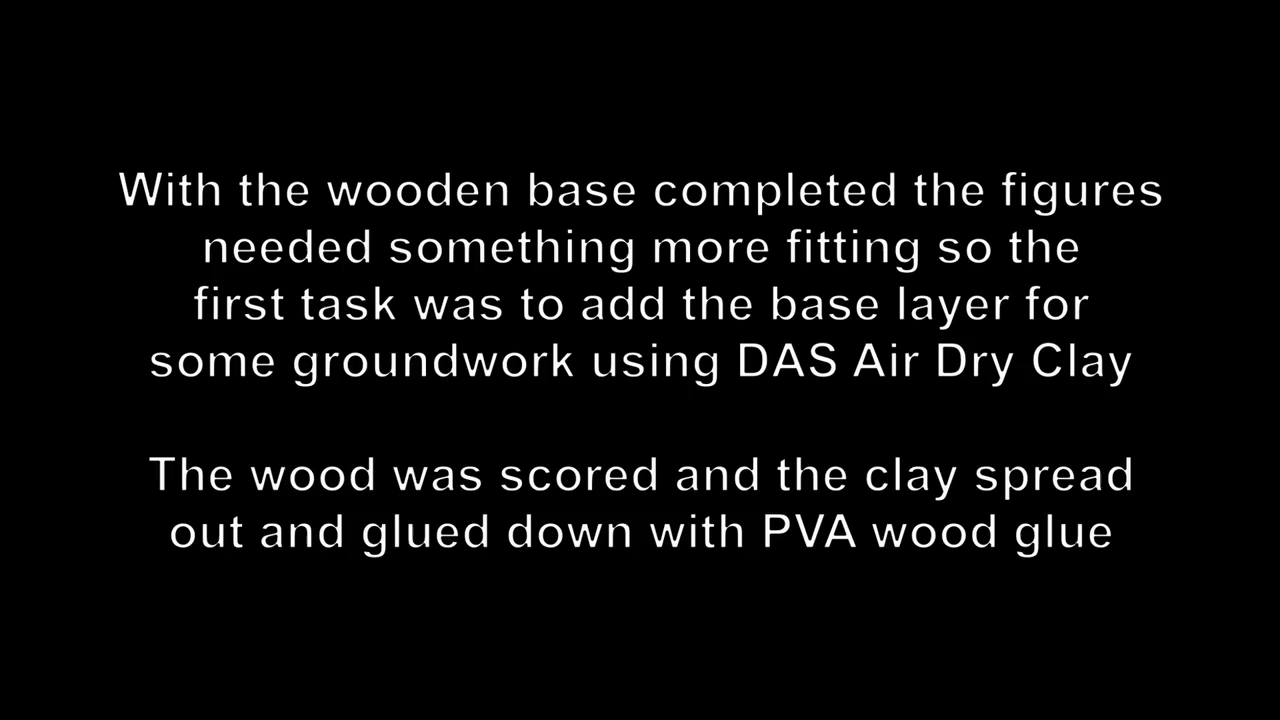 With the wooden base completed the figures
needed something more fitting so the
first task was to add the base layer for
some groundwork using DAS Air Dry Clay
The wood was scored and the clay spread
out and glued down with PVA wood glue